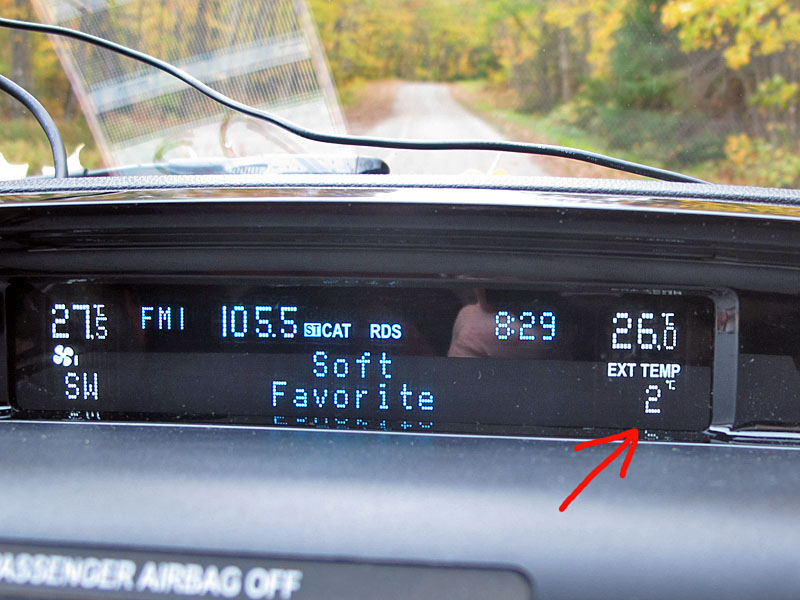 27.5°C FM1 105.5 ST CAT RDS 8:29 26.0°C
1
Soft
EXT TEMP
SW Favorite 2°C
PASSENGER AIRBAG OFF